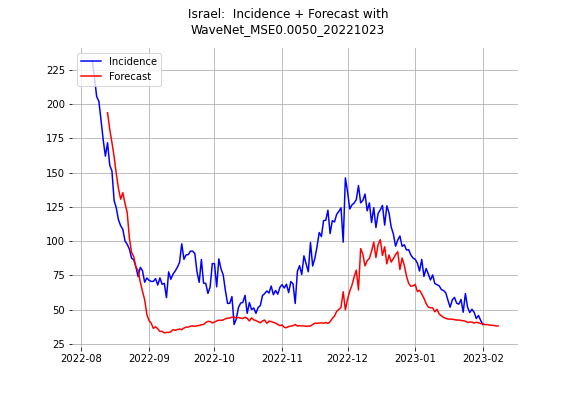 Israel:  Incidence + Forecast with
WaveNet_MSE0.0050_20221023
Incidence
Forecast
225
200
175
150
125
100
75
50
25
2022-08 2022-09 2022-10 2022-11 2022-12 2023-01 2023-02